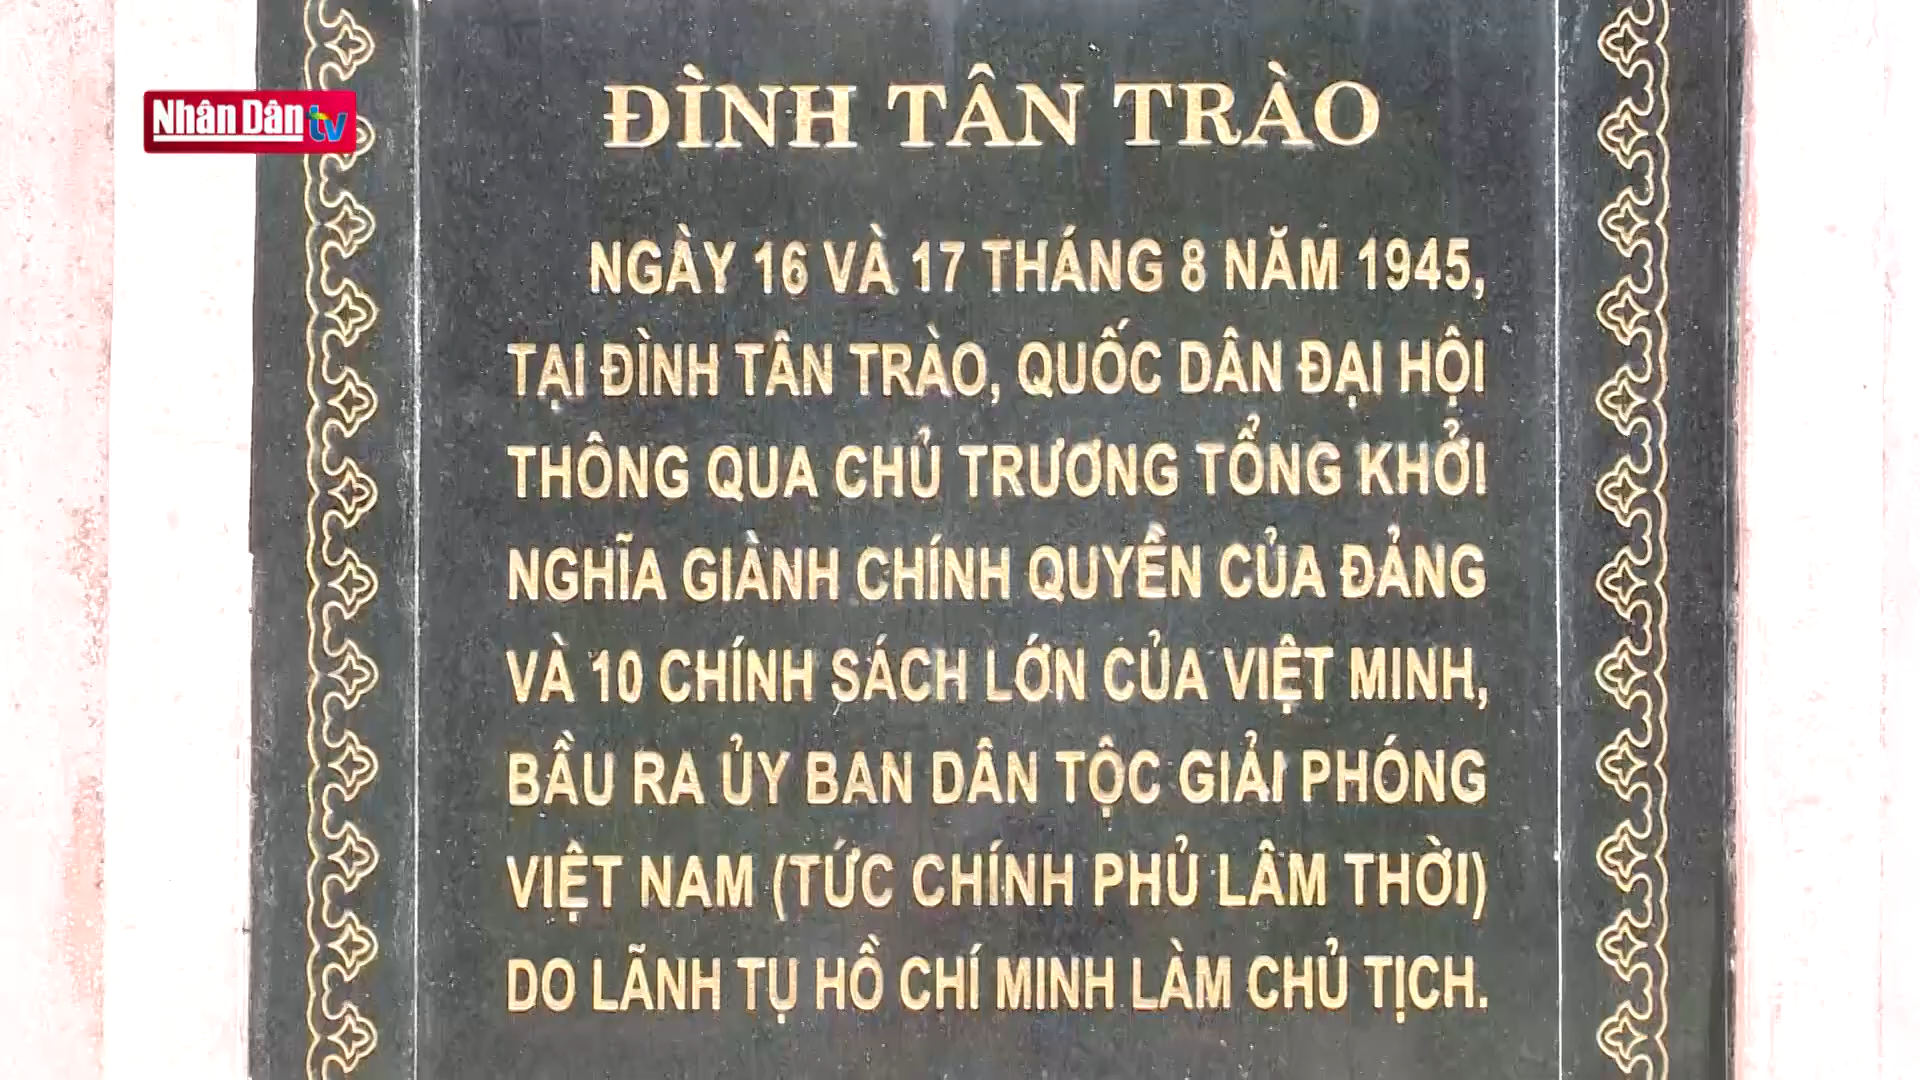 Nhân Dân tv
ĐÌNH TÂN TRÀO
NGÀY 16 VÀ 17 THÁNG 8 NĂM 1945,
TẠI ĐÌNH TÂN TRÀO, QUỐC DÂN ĐẠI HỘI
THÔNG QUA CHỦ TRƯƠNG TỔNG KHỞI
NGHĨA GIÀNH CHÍNH QUYỀN CỦA ĐẢNG
VÀ 10 CHÍNH SÁCH LỚN CỦA VIỆT MINH,
BẦU RA ỦY BAN DÂN TỘC GIẢI PHÓNG
VIỆT NAM (TỨC CHÍNH PHỦ LÂM THỜI)
DO LÃNH TỤ HỒ CHÍ MINH LÀM CHỦ TỊCH.